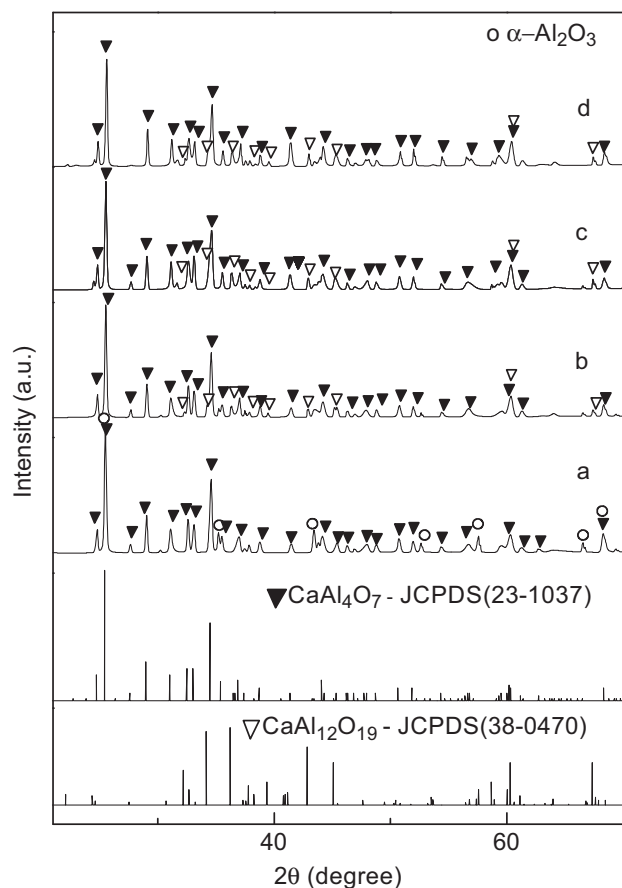 o α–Al₂O₃
d
c
b
a
▼CaAl₄O₇ - JCPDS(23-1037)
▽CaAl₁₂O₁₉ - JCPDS(38-0470)
Intensity (a.u.)
40 60
2θ (degree)